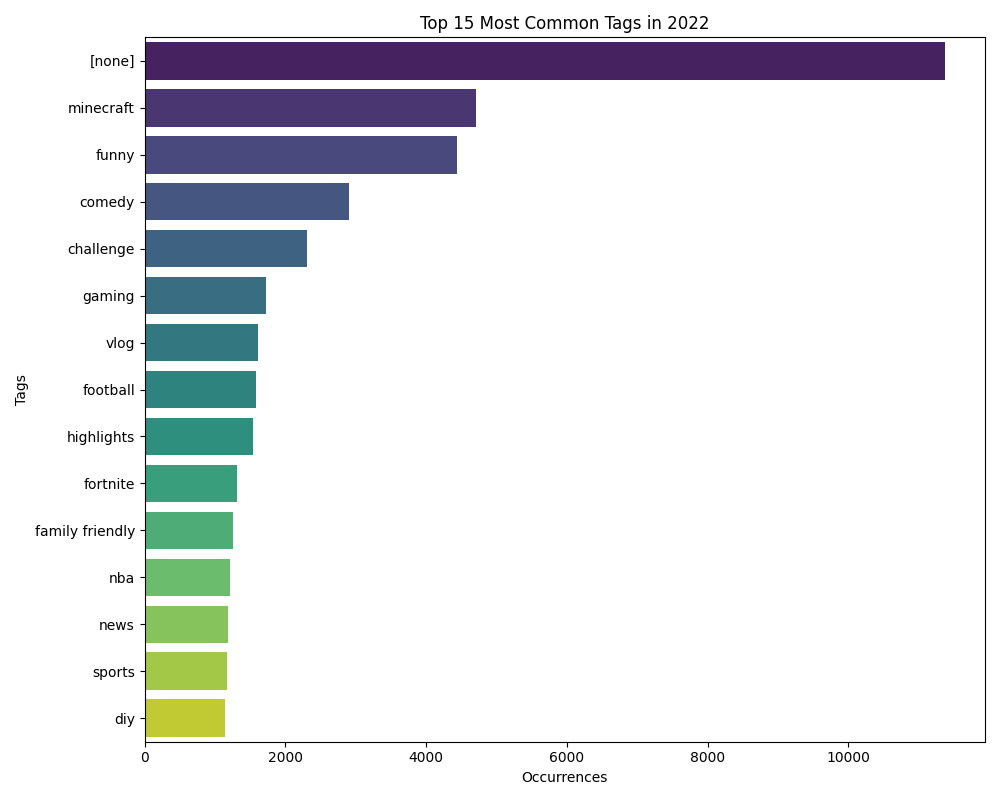 Top 15 Most Common Tags in 2022
[none]
minecraft
funny
comedy
challenge
gaming
vlog
football
highlights
fortnite
family friendly
nba
news
sports
diy
Tags
0 2000 4000 6000 8000 10000
Occurrences